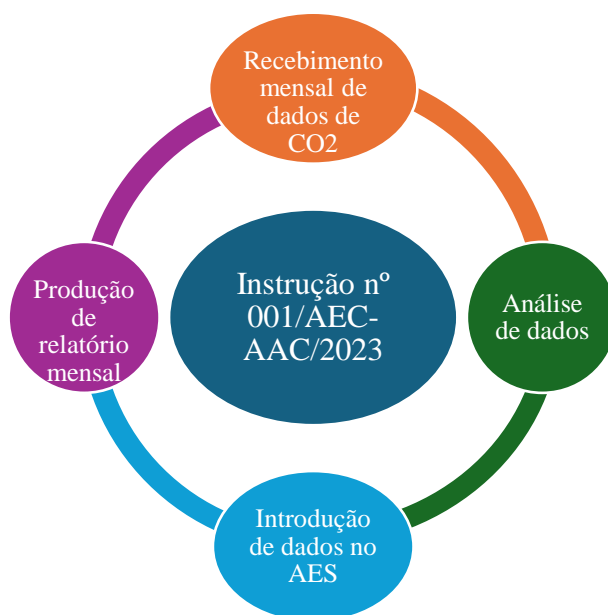 Recebimento
mensal de
dados de
CO2
Análise
de dados
Introdução
de dados no
AES
Produção
de
relatório
mensal
Instrução nº
001/AEC-
AAC/2023